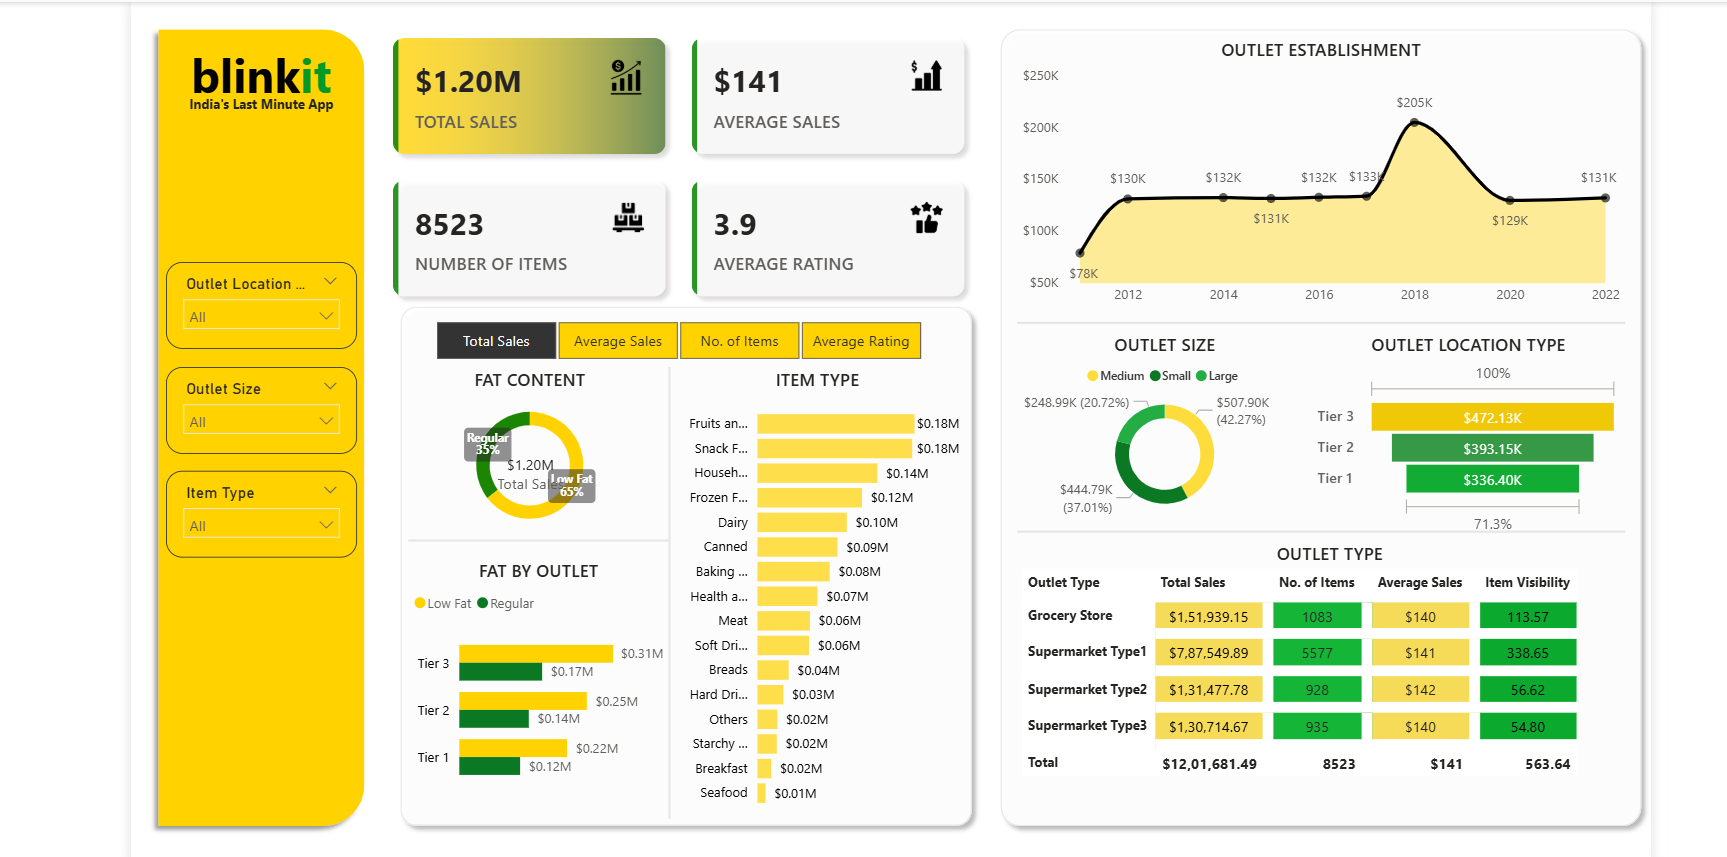 blinkit
India's Last Minute App
Outlet Location ...
All
Outlet Size
All
Item Type
All
$1.20M
TOTAL SALES
$141
AVERAGE SALES
8523
NUMBER OF ITEMS
3.9
AVERAGE RATING
Total Sales
Average Sales
No. of Items
Average Rating
FAT CONTENT
Regular
35%
$1.20M
Total Sales
Low Fat
65%
FAT BY OUTLET
Low Fat Regular
Tier 3 $0.31M
$0.17M
Tier 2 $0.25M
$0.14M
Tier 1 $0.22M
$0.12M
ITEM TYPE
Fruits an... $0.18M
Snack F... $0.18M
Househ... $0.14M
Frozen F... $0.12M
Dairy $0.10M
Canned $0.09M
Baking ... $0.08M
Health a... $0.07M
Meat $0.06M
Soft Dri... $0.06M
Breads $0.04M
Hard Dri... $0.03M
Others $0.02M
Starchy ... $0.02M
Breakfast $0.02M
Seafood $0.01M
OUTLET ESTABLISHMENT
$250K
$200K
$150K
$100K
$50K
$78K
$130K
$132K
$131K
$132K
$133K
$205K
$129K
$131K
2012 2014 2016 2018 2020 2022
OUTLET SIZE
Medium Small Large
$248.99K (20.72%)
$507.90K
(42.27%)
$444.79K
(37.01%)
OUTLET LOCATION TYPE
100%
Tier 3 $472.13K
Tier 2 $393.15K
Tier 1 $336.40K
71.3%
OUTLET TYPE
Outlet Type Total Sales No. of Items Average Sales Item Visibility
Grocery Store $1,51,939.15 1083 $140 113.57
Supermarket Type1 $7,87,549.89 5577 $141 338.65
Supermarket Type2 $1,31,477.78 928 $142 56.62
Supermarket Type3 $1,30,714.67 935 $140 54.80
Total $12,01,681.49 8523 $141 563.64